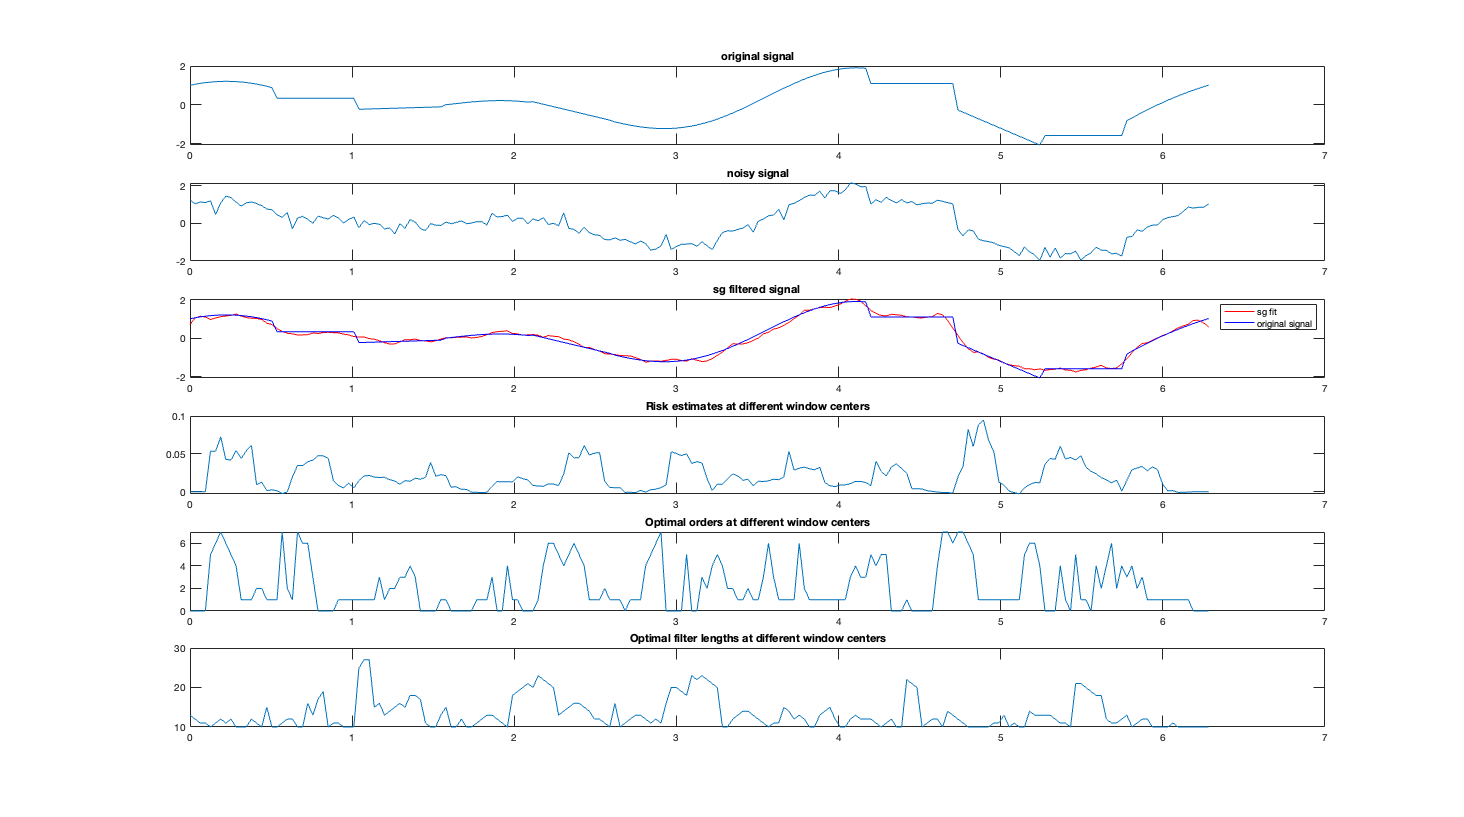 original signal
2
0
-2
0 1 2 3 4 5 6 7
noisy signal
2
0
-2
0 1 2 3 4 5 6 7
sg filtered signal
2
0
-2
sg fit
original signal
0 1 2 3 4 5 6 7
Risk estimates at different window centers
0.1
0.05
0
0 1 2 3 4 5 6 7
Optimal orders at different window centers
6
4
2
0
0 1 2 3 4 5 6 7
Optimal filter lengths at different window centers
30
20
10
0 1 2 3 4 5 6 7